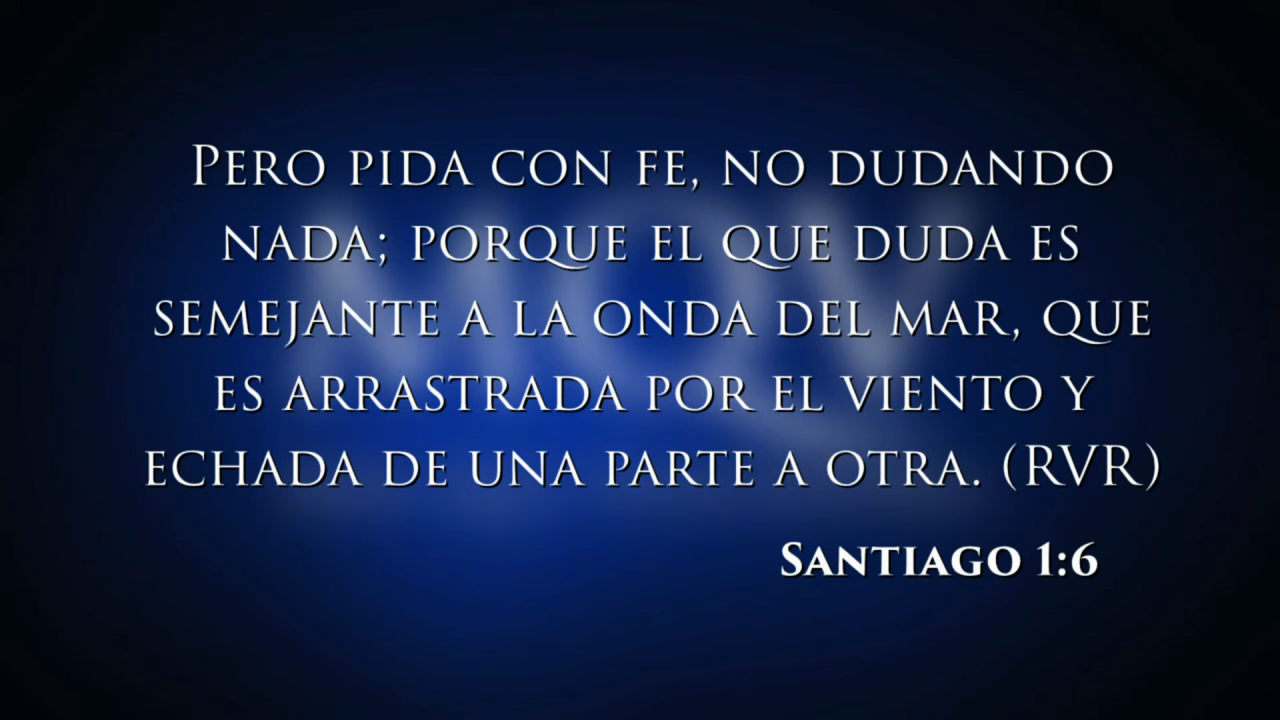 PERO PIDA CON FE, NO DUDANDO
NADA; PORQUE EL QUE DUDA ES
SEMEJANTE A LA ONDA DEL MAR, QUE
ES ARRASTRADA POR EL VIENTO Y
ECHADA DE UNA PARTE A OTRA. (RVR)
SANTIAGO 1:6